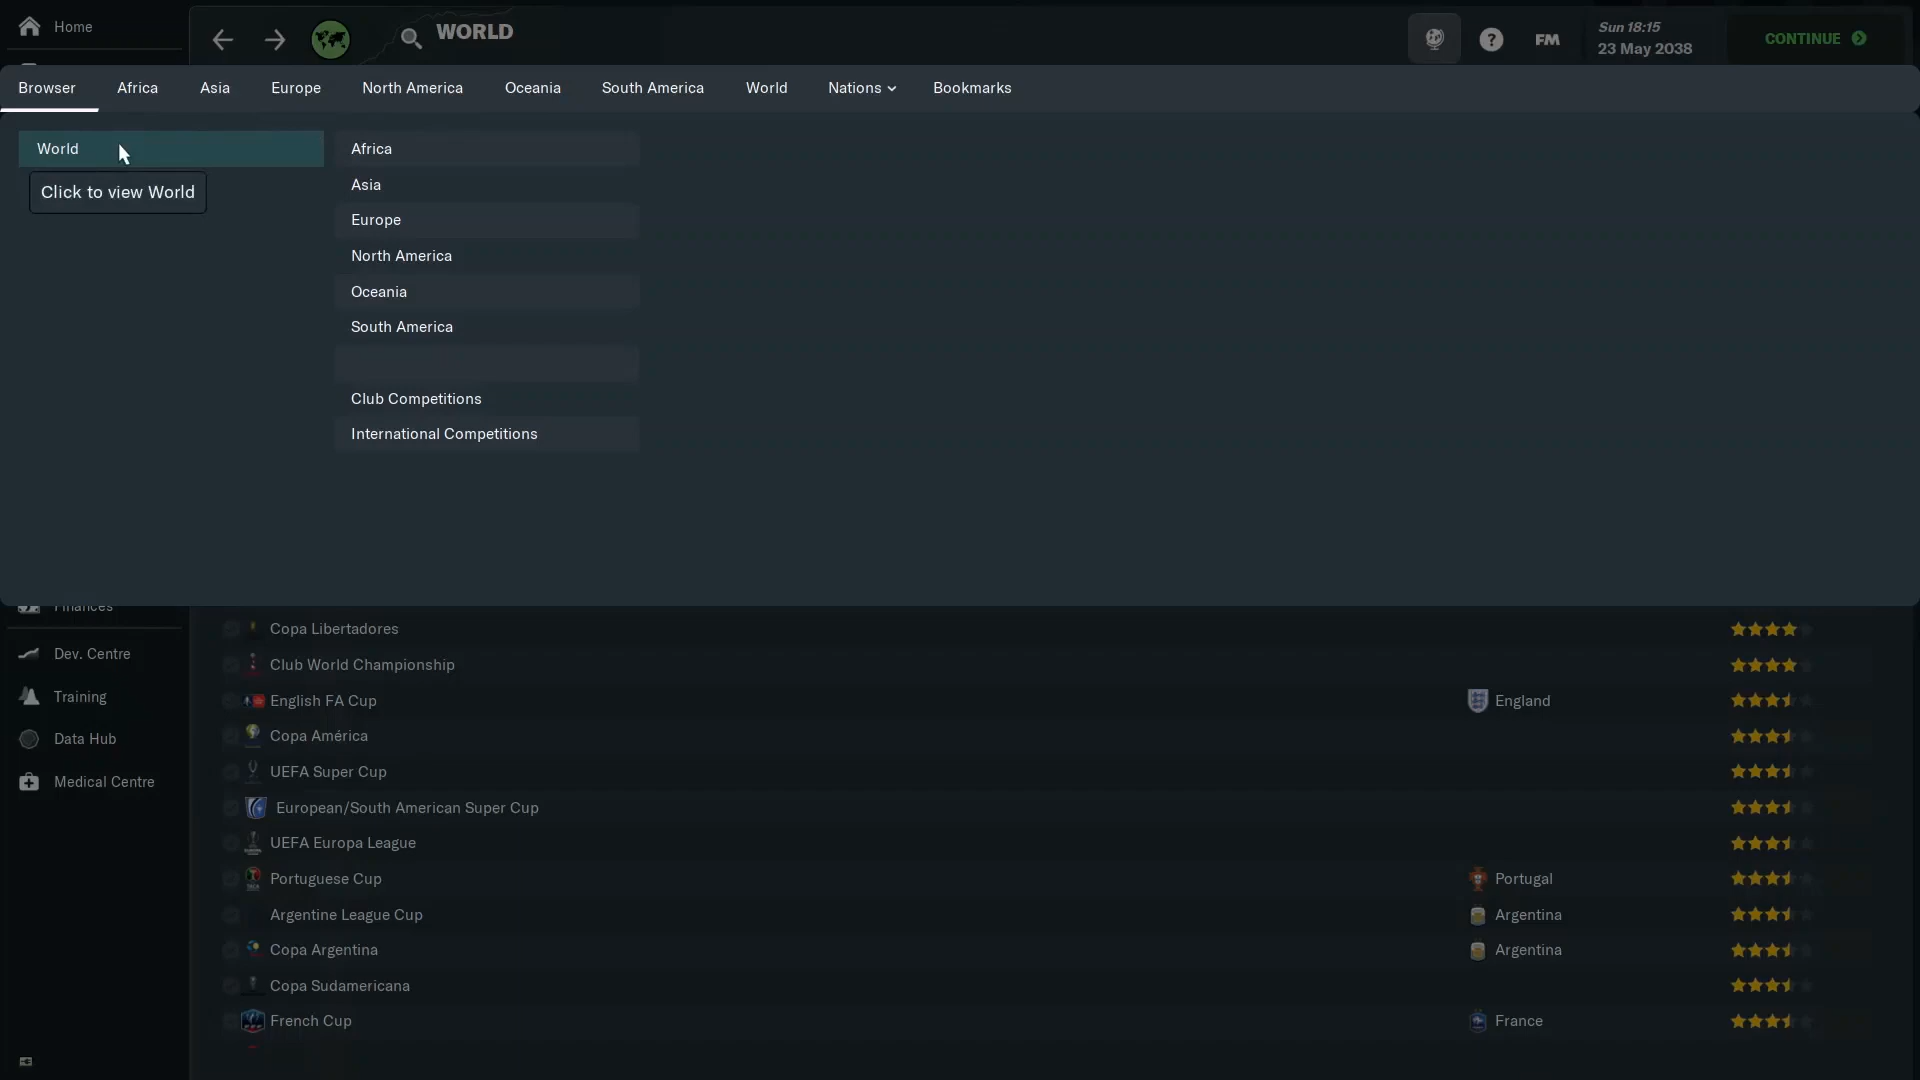 Home
WORLD
Sun 18:15
23 May 2038
?
FM
CONTINUE
Browser Africa Asia Europe North America Oceania South America World Nations Bookmarks
World
Click to view World
Africa
Asia
Europe
North America
Oceania
South America
Club Competitions
International Competitions
Finances
Dev. Centre
Training
Data Hub
Medical Centre
Copa Libertadores
Club World Championship
English FA Cup England
Copa América
UEFA Super Cup
European/South American Super Cup
UEFA Europa League
Portuguese Cup Portugal
Argentine League Cup Argentina
Copa Argentina Argentina
Copa Sudamericana
French Cup France